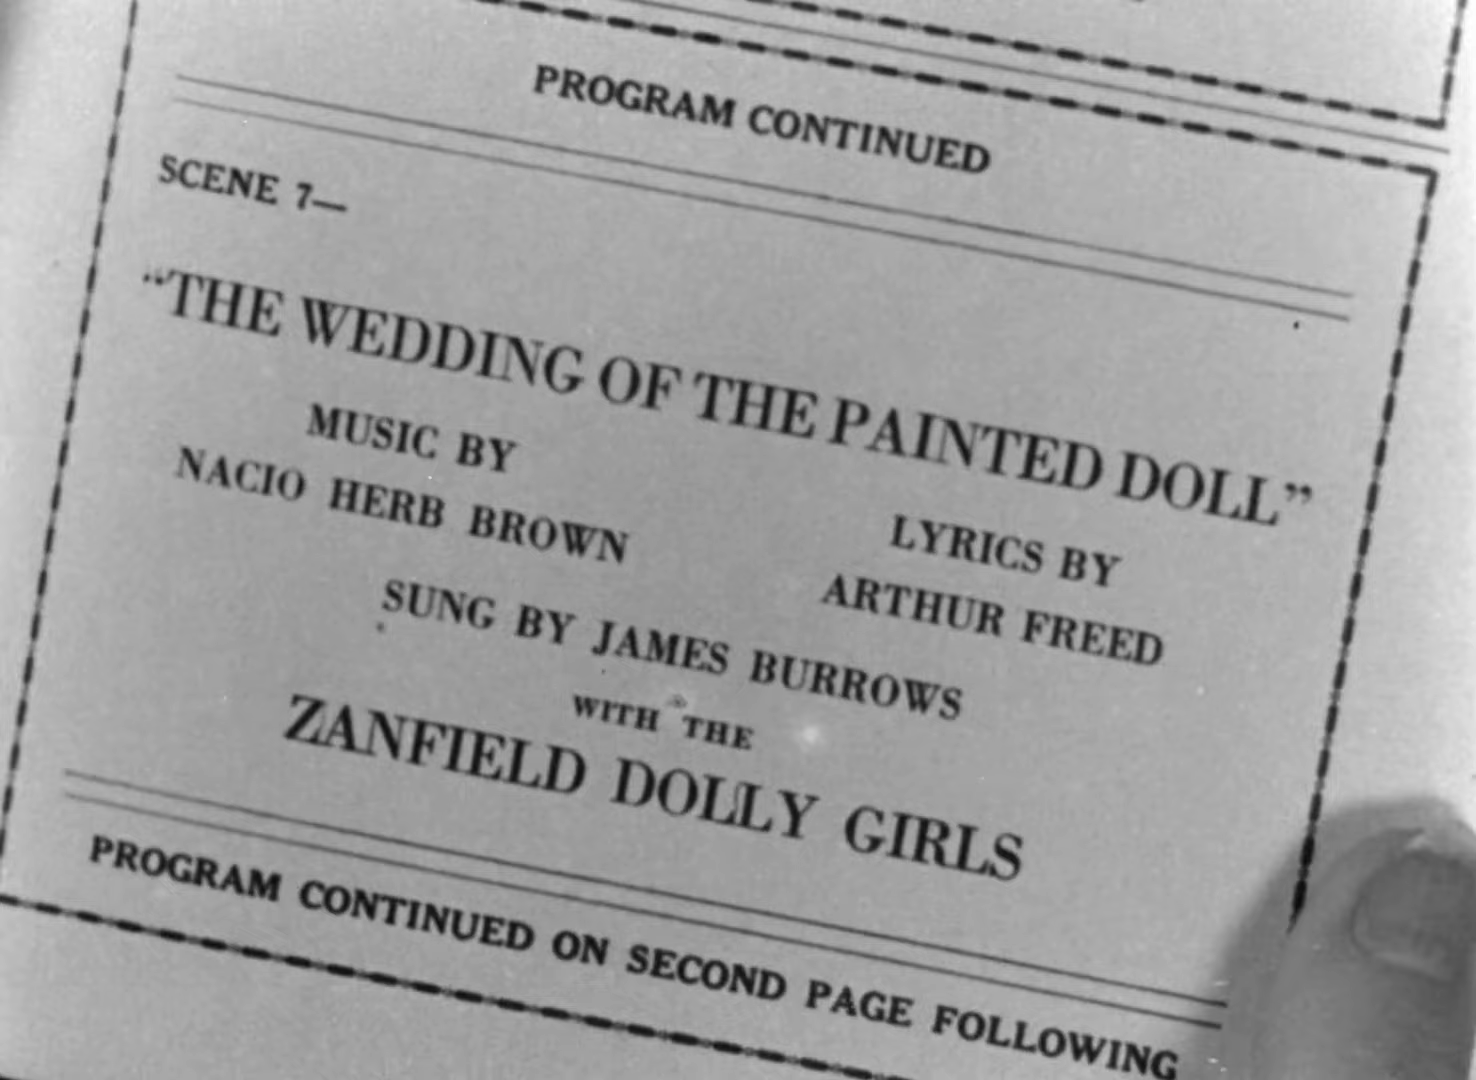 PROGRAM CONTINUED
SCENE 7—
"THE WEDDING OF THE PAINTED DOLL"
MUSIC BY
NACIO HERB BROWN
LYRICS BY
ARTHUR FREED
SUNG BY JAMES BURROWS
WITH THE
ZANFIELD DOLLY GIRLS
PROGRAM CONTINUED ON SECOND PAGE FOLLOWING